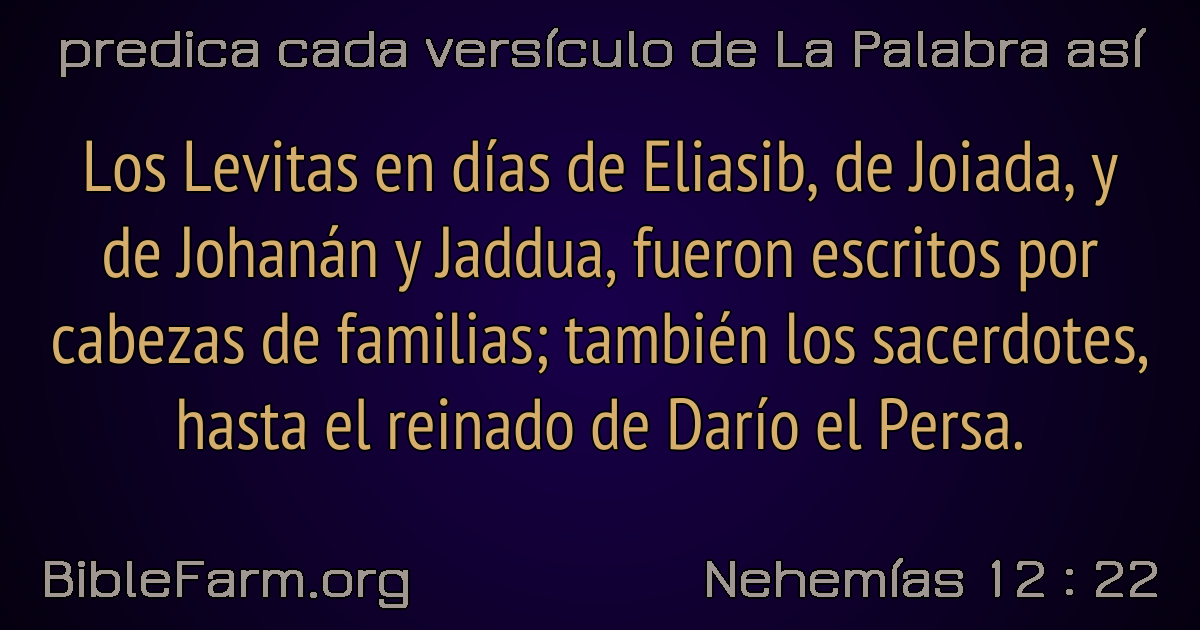 predica cada versículo de La Palabra así
Los Levitas en días de Eliasib, de Joiada, y
de Johanán y Jaddua, fueron escritos por
cabezas de familias; también los sacerdotes,
hasta el reinado de Darío el Persa.
BibleFarm.org
Nehemías 12 : 22